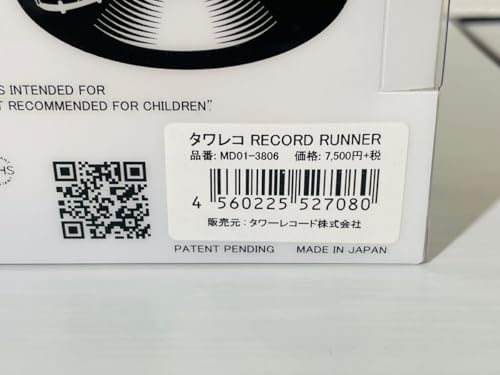 S INTENDED FOR
T RECOMMENDED FOR CHILDREN”.
HS
タワレコ RECORD RUNNER
品番: MD01-3806 価格: 7,500円+税
4 560225 527080
販売元：タワーレコード株式会社
PATENT PENDING MADE IN JAPAN